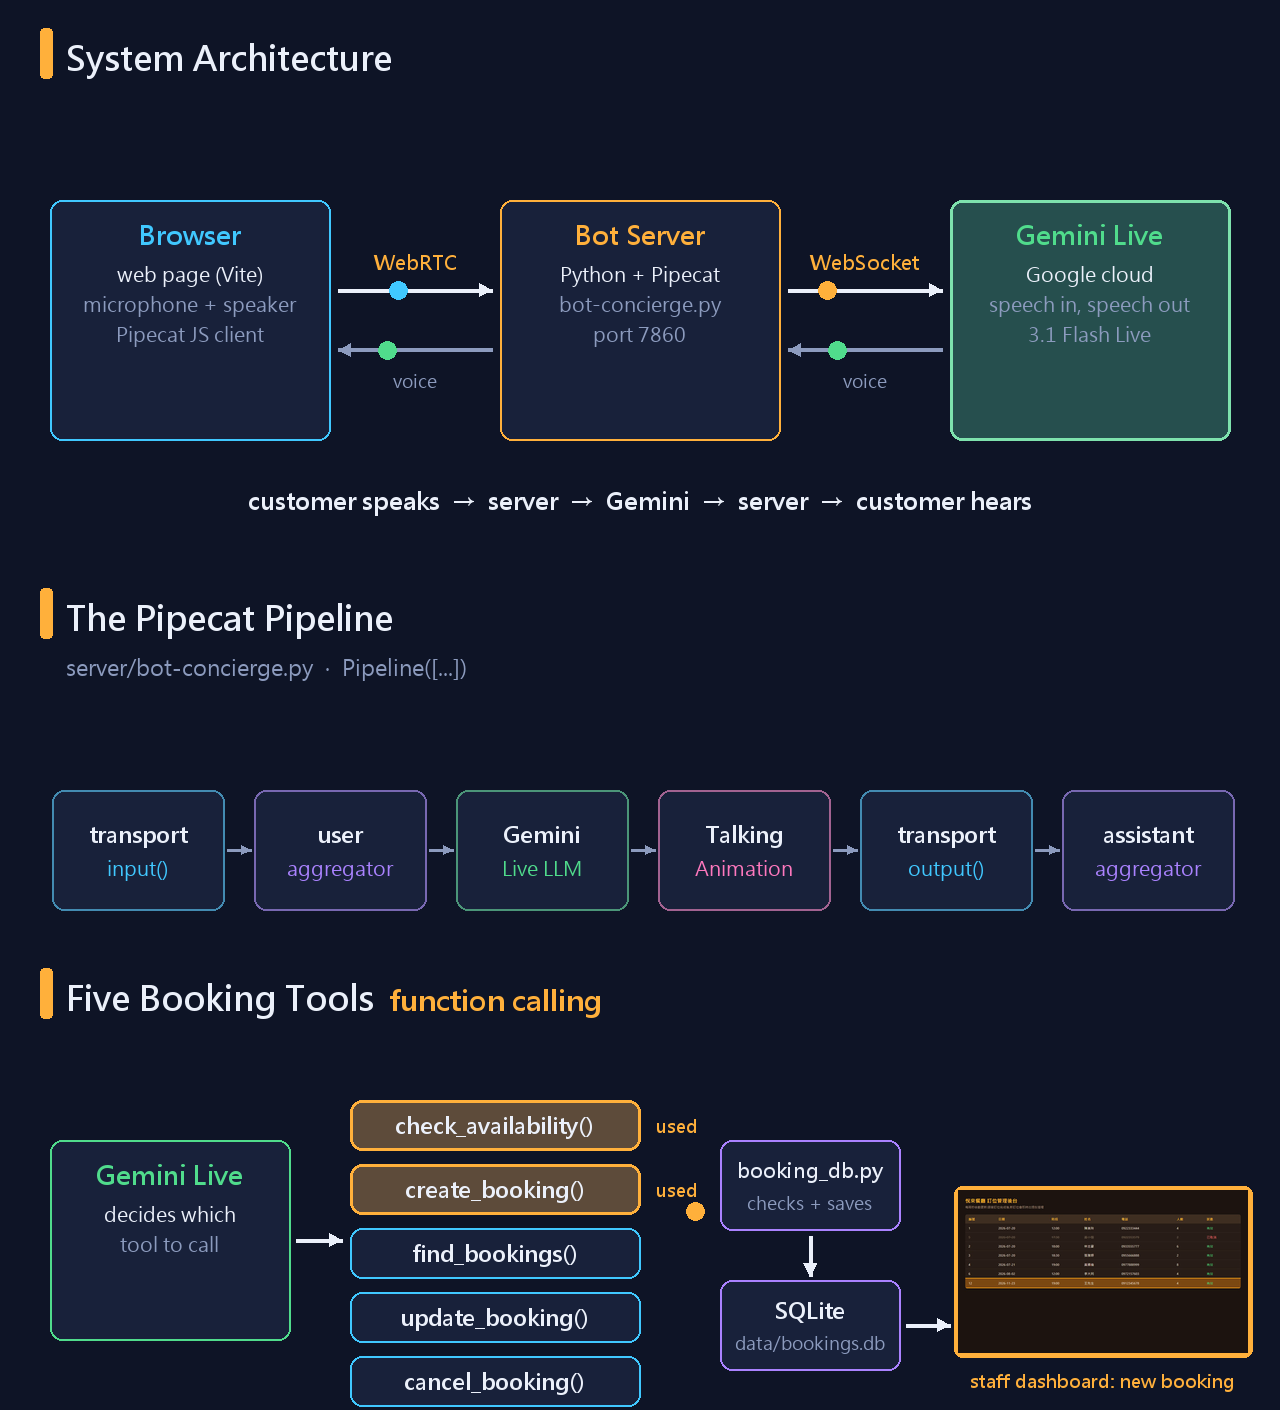 System Architecture
Browser
web page (Vite)
microphone + speaker
Pipecat JS client
WebRTC
voice
Bot Server
Python + Pipecat
bot-concierge.py
port 7860
WebSocket
voice
Gemini Live
Google cloud
speech in, speech out
3.1 Flash Live
customer speaks → server → Gemini → server → customer hears
The Pipecat Pipeline
server/bot-concierge.py · Pipeline([...])
transport
input()
user
aggregator
Gemini
Live LLM
Talking
Animation
transport
output()
assistant
aggregator
Five Booking Tools function calling
Gemini Live
decides which
tool to call
check_availability()
used
create_booking()
used
find_bookings()
update_booking()
cancel_booking()
booking_db.py
checks + saves
SQLite
data/bookings.db
staff dashboard: new booking